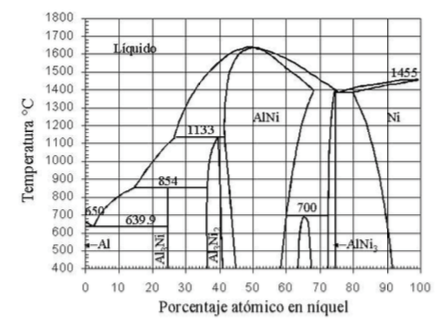 Temperatura °C
1800
1700
1600
1500
1400
1300
1200
1100
1000
900
800
700
600
500
400
Líquido
1455
AlNi
Ni
1133
854
700
650
639.9
Al
Al₃Ni
Al₃Ni₂
AlNi₃
0 10 20 30 40 50 60 70 80 90 100
Porcentaje atómico en níquel